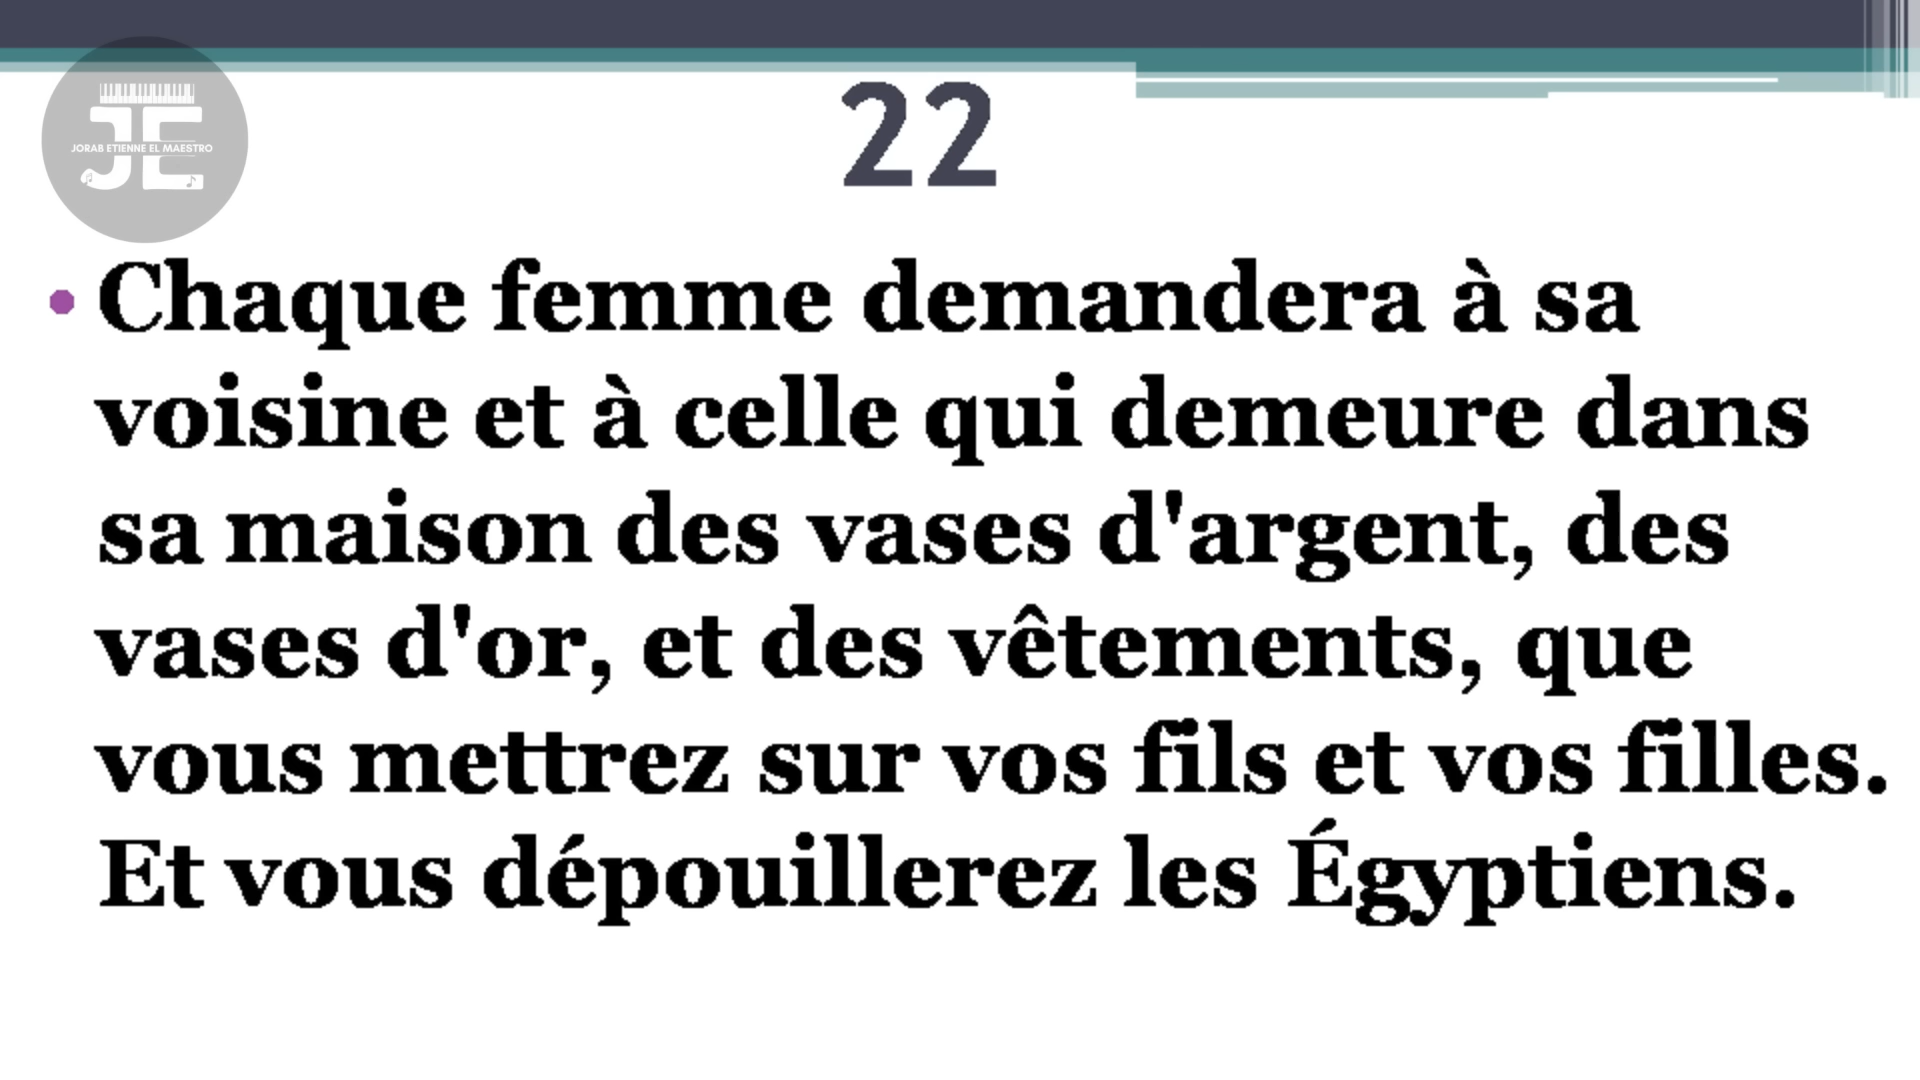 JE
JORAB ETIENNE EL MAESTRO
22
• Chaque femme demandera à sa
voisine et à celle qui demeure dans
sa maison des vases d'argent, des
vases d'or, et des vêtements, que
vous mettrez sur vos fils et vos filles.
Et vous dépouillerez les Égyptiens.